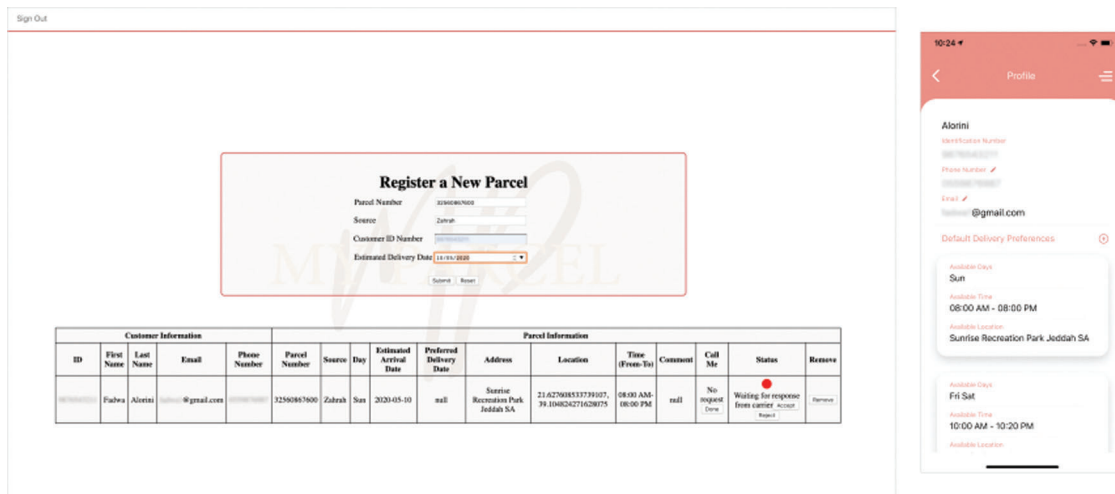 Sign Out
Register a New Parcel
Parcel Number 32560867600
Source Zahrah
Customer ID Number
Estimated Delivery Date 10/05/2020
Submit Reset
MY PARCEL
Customer Information Parcel Information
ID First Name Last Name Email Phone Number Parcel Number Source Day Estimated Arrival Date Preferred Delivery Date Address Location Time (From-To) Comment Call Me Status Remove
Fadwa Alorini @gmail.com 32560867600 Zahrah Sun 2020-05-10 null Sunrise Recreation Park Jeddah SA 21.627608533739107, 39.104824271628075 08:00 AM-08:00 PM null No request Done Waiting for response from carrier Accept Reject Remove
10:24
Profile
Alorini
Identification Number
Phone Number
Email
@gmail.com
Default Delivery Preferences
Available Days
Sun
Available Time
08:00 AM - 08:00 PM
Available Location
Sunrise Recreation Park Jeddah SA
Available Days
Fri Sat
Available Time
10:00 AM - 10:20 PM
Available Location